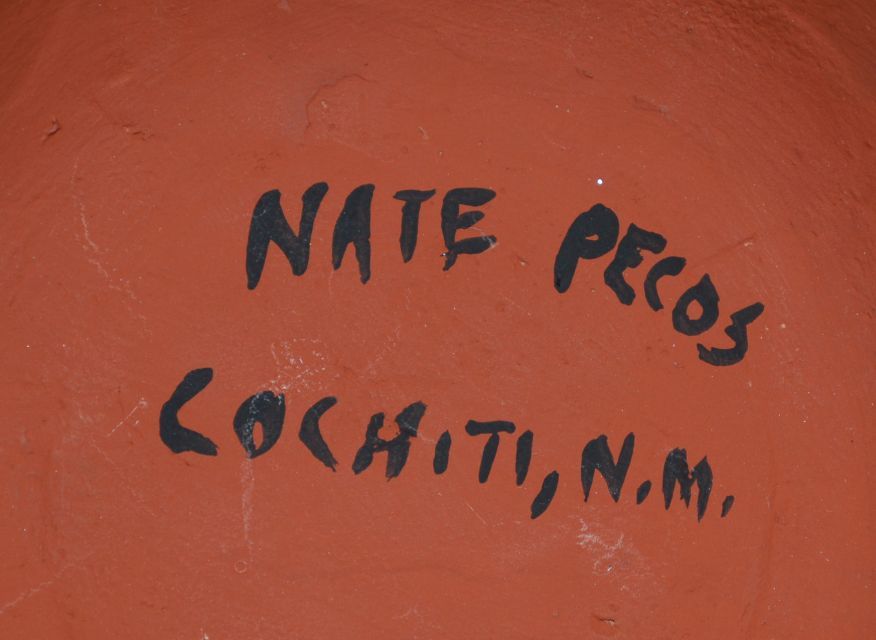 NATE PECOS
COCHITI, N.M.